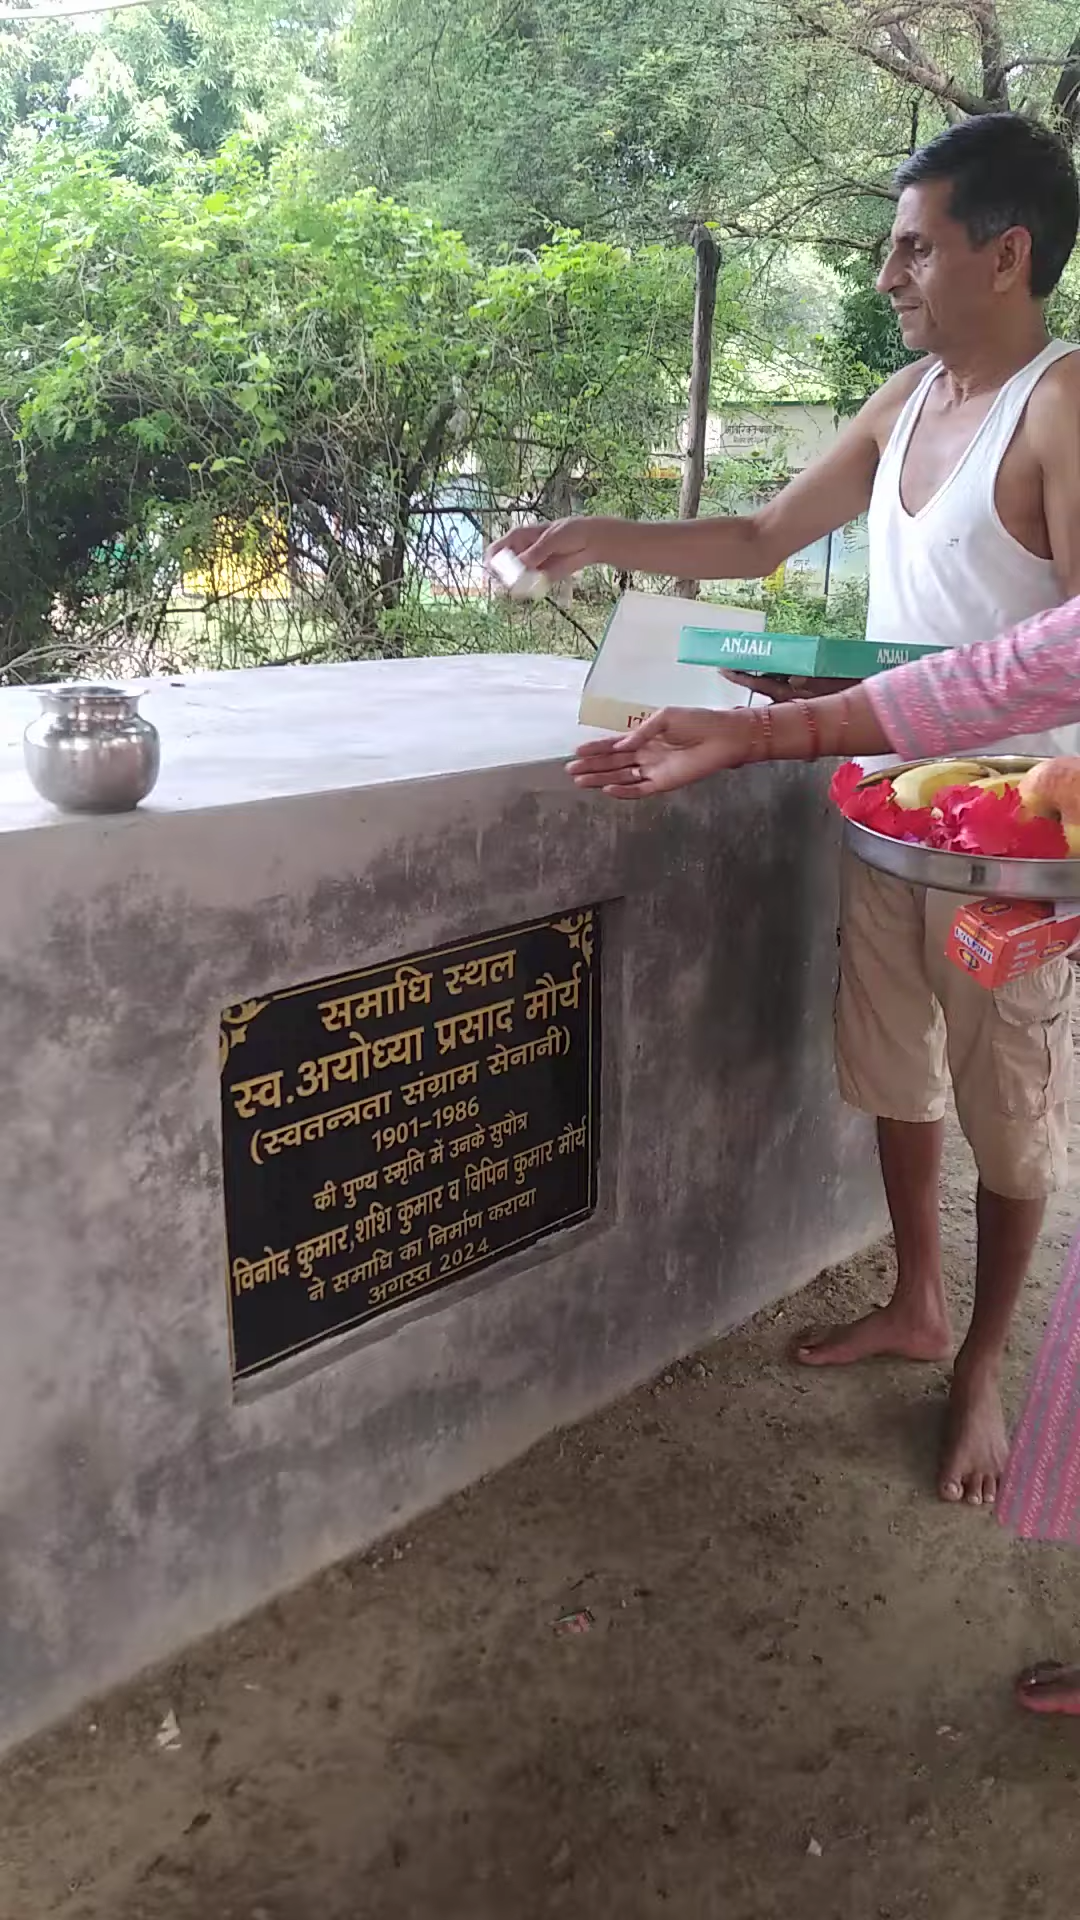 समाधि स्थल
स्व.अयोध्या प्रसाद मौर्य
(स्वतन्त्रता संग्राम सेनानी)
1901-1986
की पुण्य स्मृति में उनके सुपौत्र
विनोद कुमार,शशि कुमार व विपिन कुमार मौर्य
ने समाधि का निर्माण कराया
अगस्त 2024
ANJALI
ANJALI